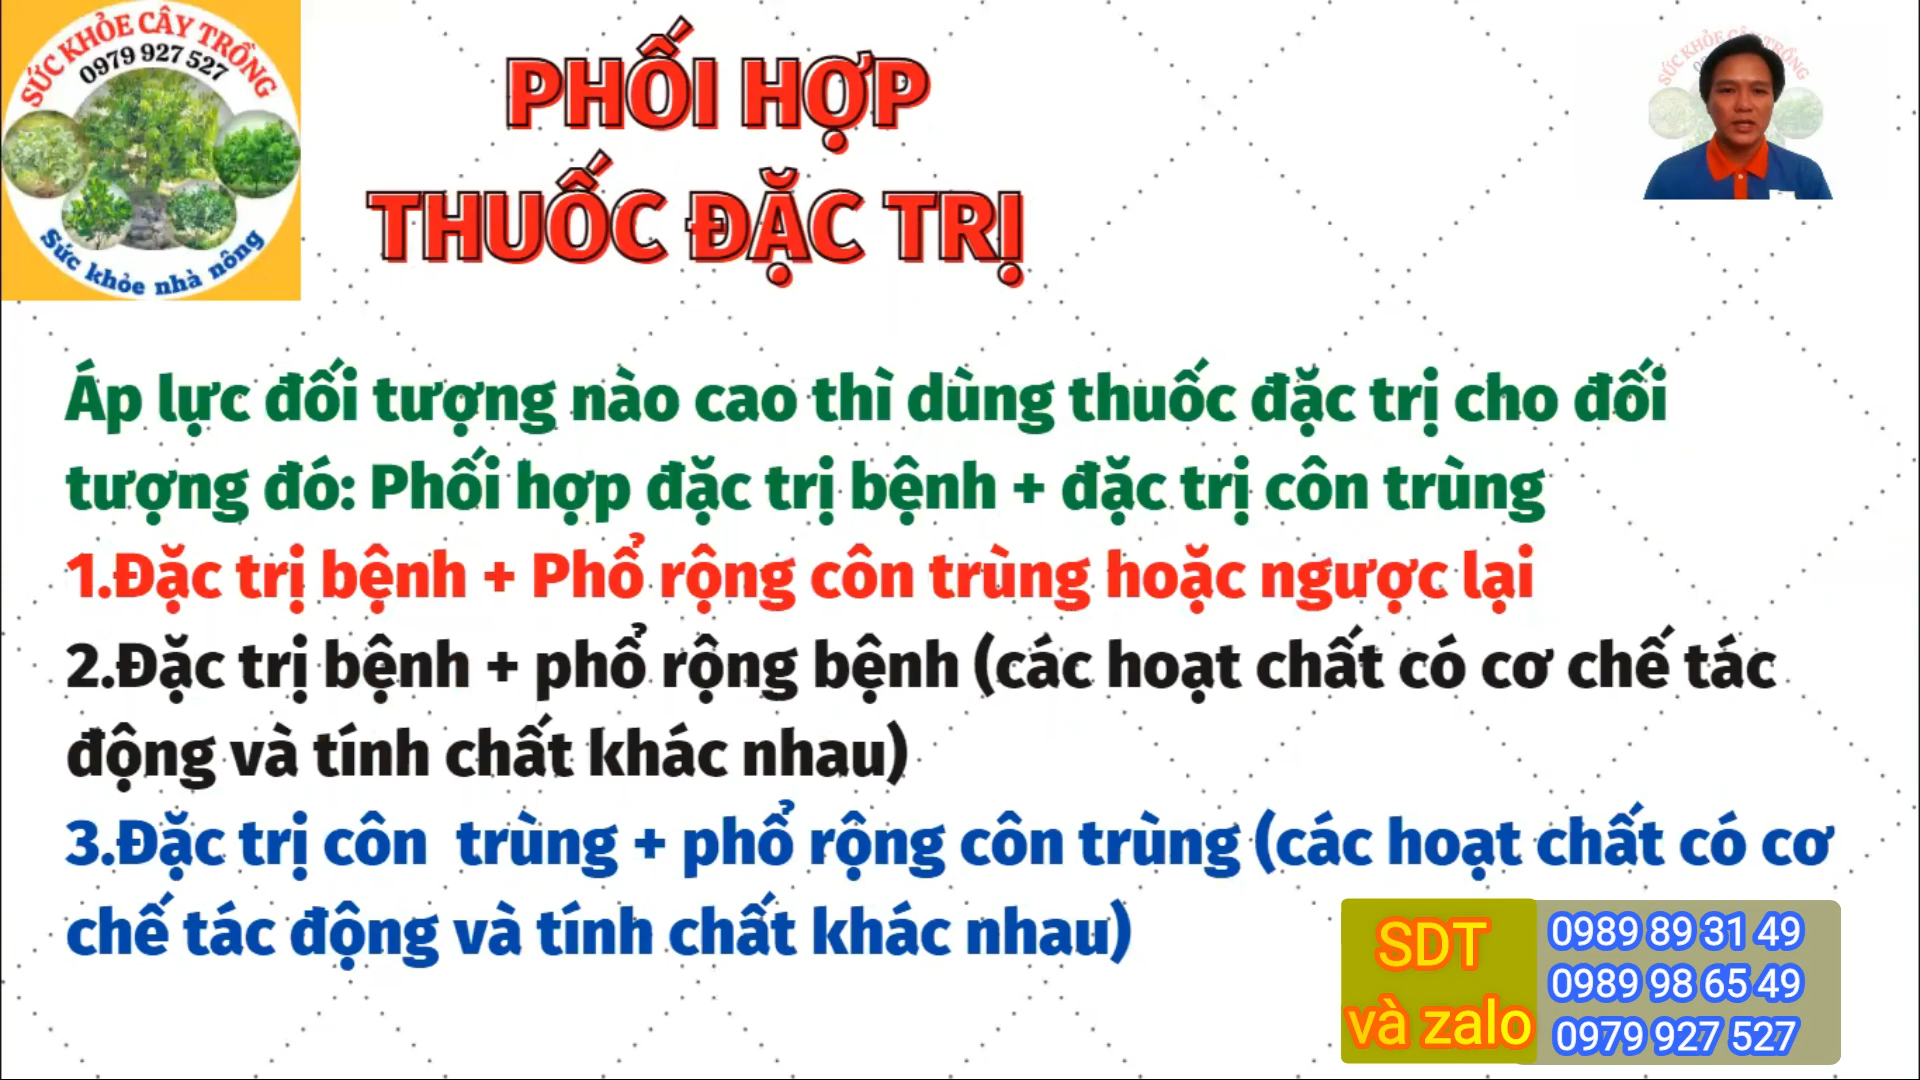 SỨC KHỎE CÂY TRỒNG
0979 927 527
Sức khỏe nhà nông
PHỐI HỢP
THUỐC ĐẶC TRỊ
Áp lực đối tượng nào cao thì dùng thuốc đặc trị cho đối
tượng đó: Phối hợp đặc trị bệnh + đặc trị côn trùng
1.Đặc trị bệnh + Phổ rộng côn trùng hoặc ngược lại
2.Đặc trị bệnh + phổ rộng bệnh (các hoạt chất có cơ chế tác
động và tính chất khác nhau)
3.Đặc trị côn trùng + phổ rộng côn trùng (các hoạt chất có cơ
chế tác động và tính chất khác nhau)
SDT
và zalo
0989 89 31 49
0989 98 65 49
0979 927 527